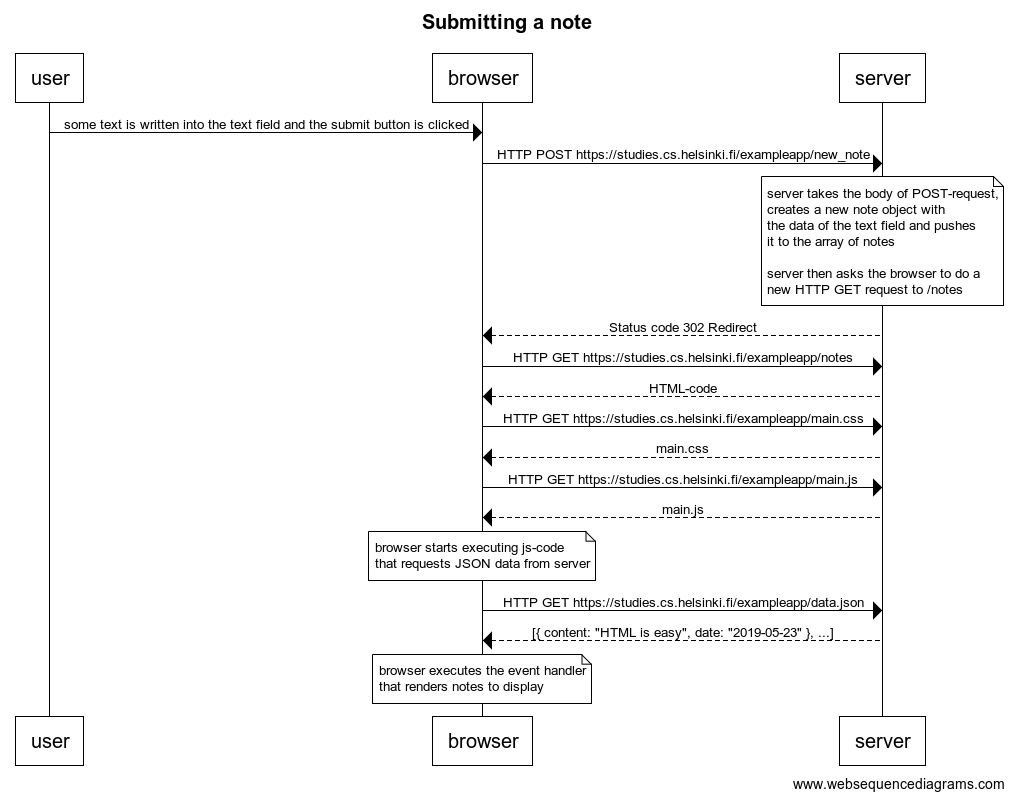 Submitting a note
user
browser
server
some text is written into the text field and the submit button is clicked
HTTP POST https://studies.cs.helsinki.fi/exampleapp/new_note
server takes the body of POST-request,
creates a new note object with
the data of the text field and pushes
it to the array of notes
server then asks the browser to do a
new HTTP GET request to /notes
Status code 302 Redirect
HTTP GET https://studies.cs.helsinki.fi/exampleapp/notes
HTML-code
HTTP GET https://studies.cs.helsinki.fi/exampleapp/main.css
main.css
HTTP GET https://studies.cs.helsinki.fi/exampleapp/main.js
main.js
browser starts executing js-code
that requests JSON data from server
HTTP GET https://studies.cs.helsinki.fi/exampleapp/data.json
[{ content: "HTML is easy", date: "2019-05-23" }, ...]
browser executes the event handler
that renders notes to display
user
browser
server
www.websequencediagrams.com